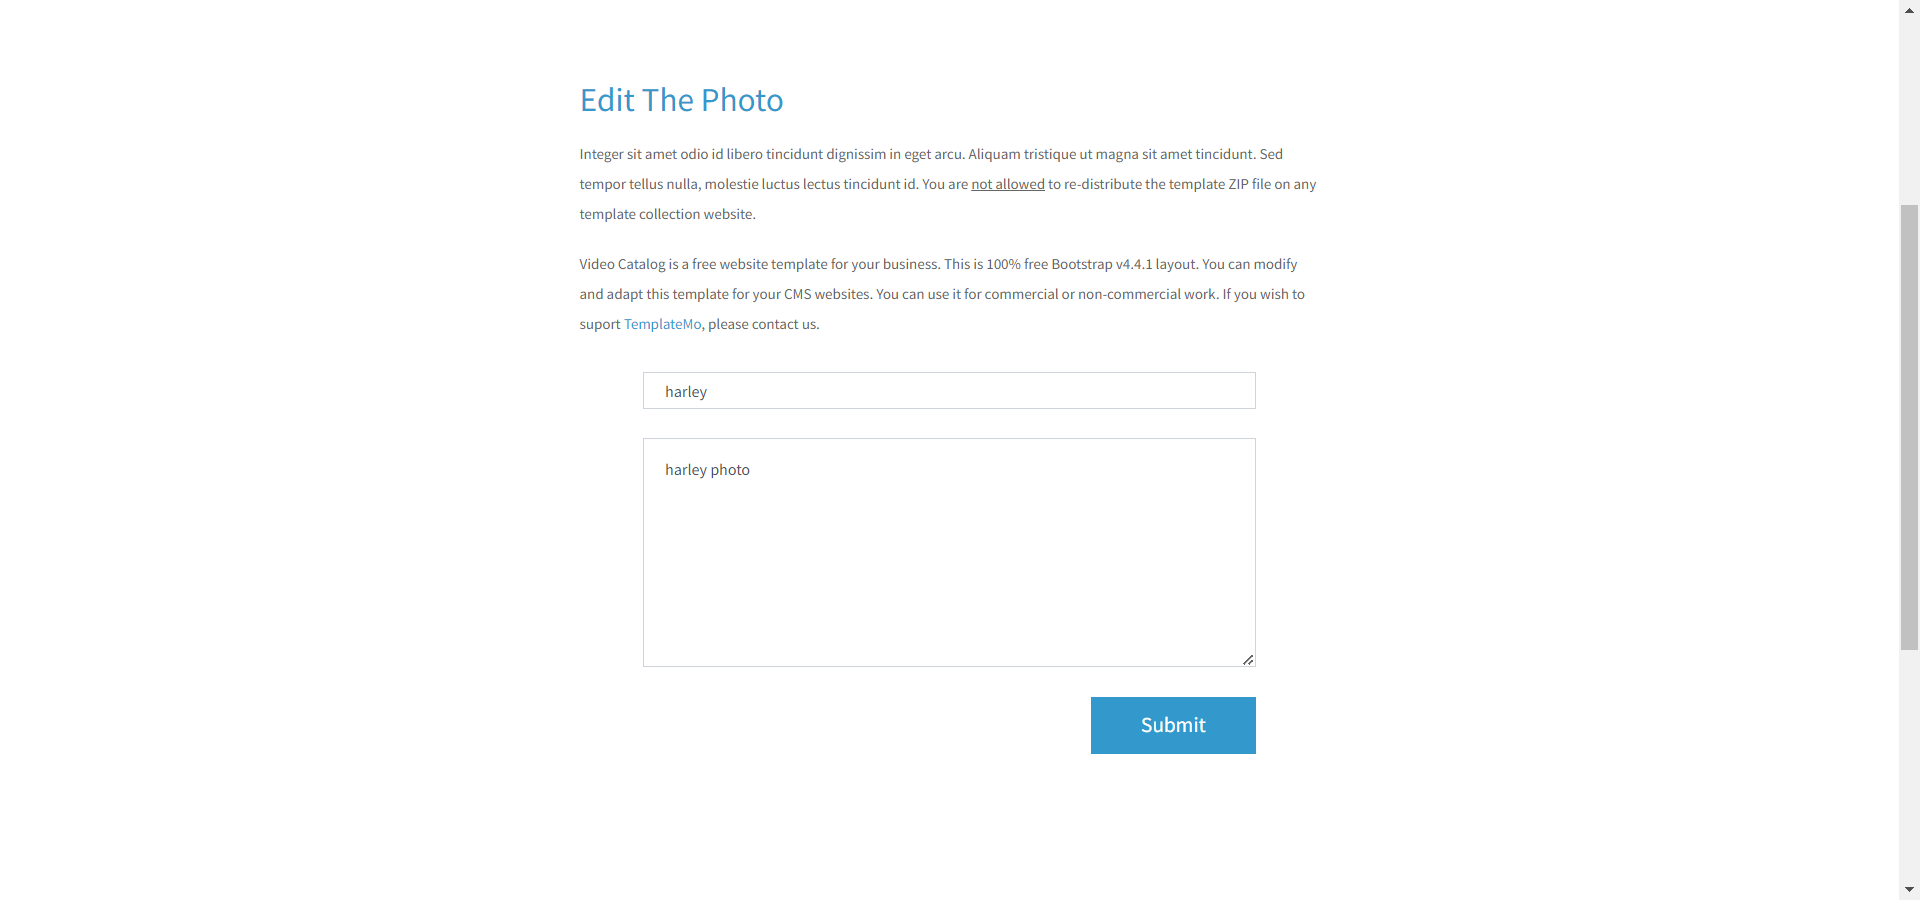 Edit The Photo
Integer sit amet odio id libero tincidunt dignissim in eget arcu. Aliquam tristique ut magna sit amet tincidunt. Sed
tempor tellus nulla, molestie luctus lectus tincidunt id. You are not allowed to re-distribute the template ZIP file on any
template collection website.
Video Catalog is a free website template for your business. This is 100% free Bootstrap v4.4.1 layout. You can modify
and adapt this template for your CMS websites. You can use it for commercial or non-commercial work. If you wish to
suport TemplateMo, please contact us.
harley
harley photo
Submit